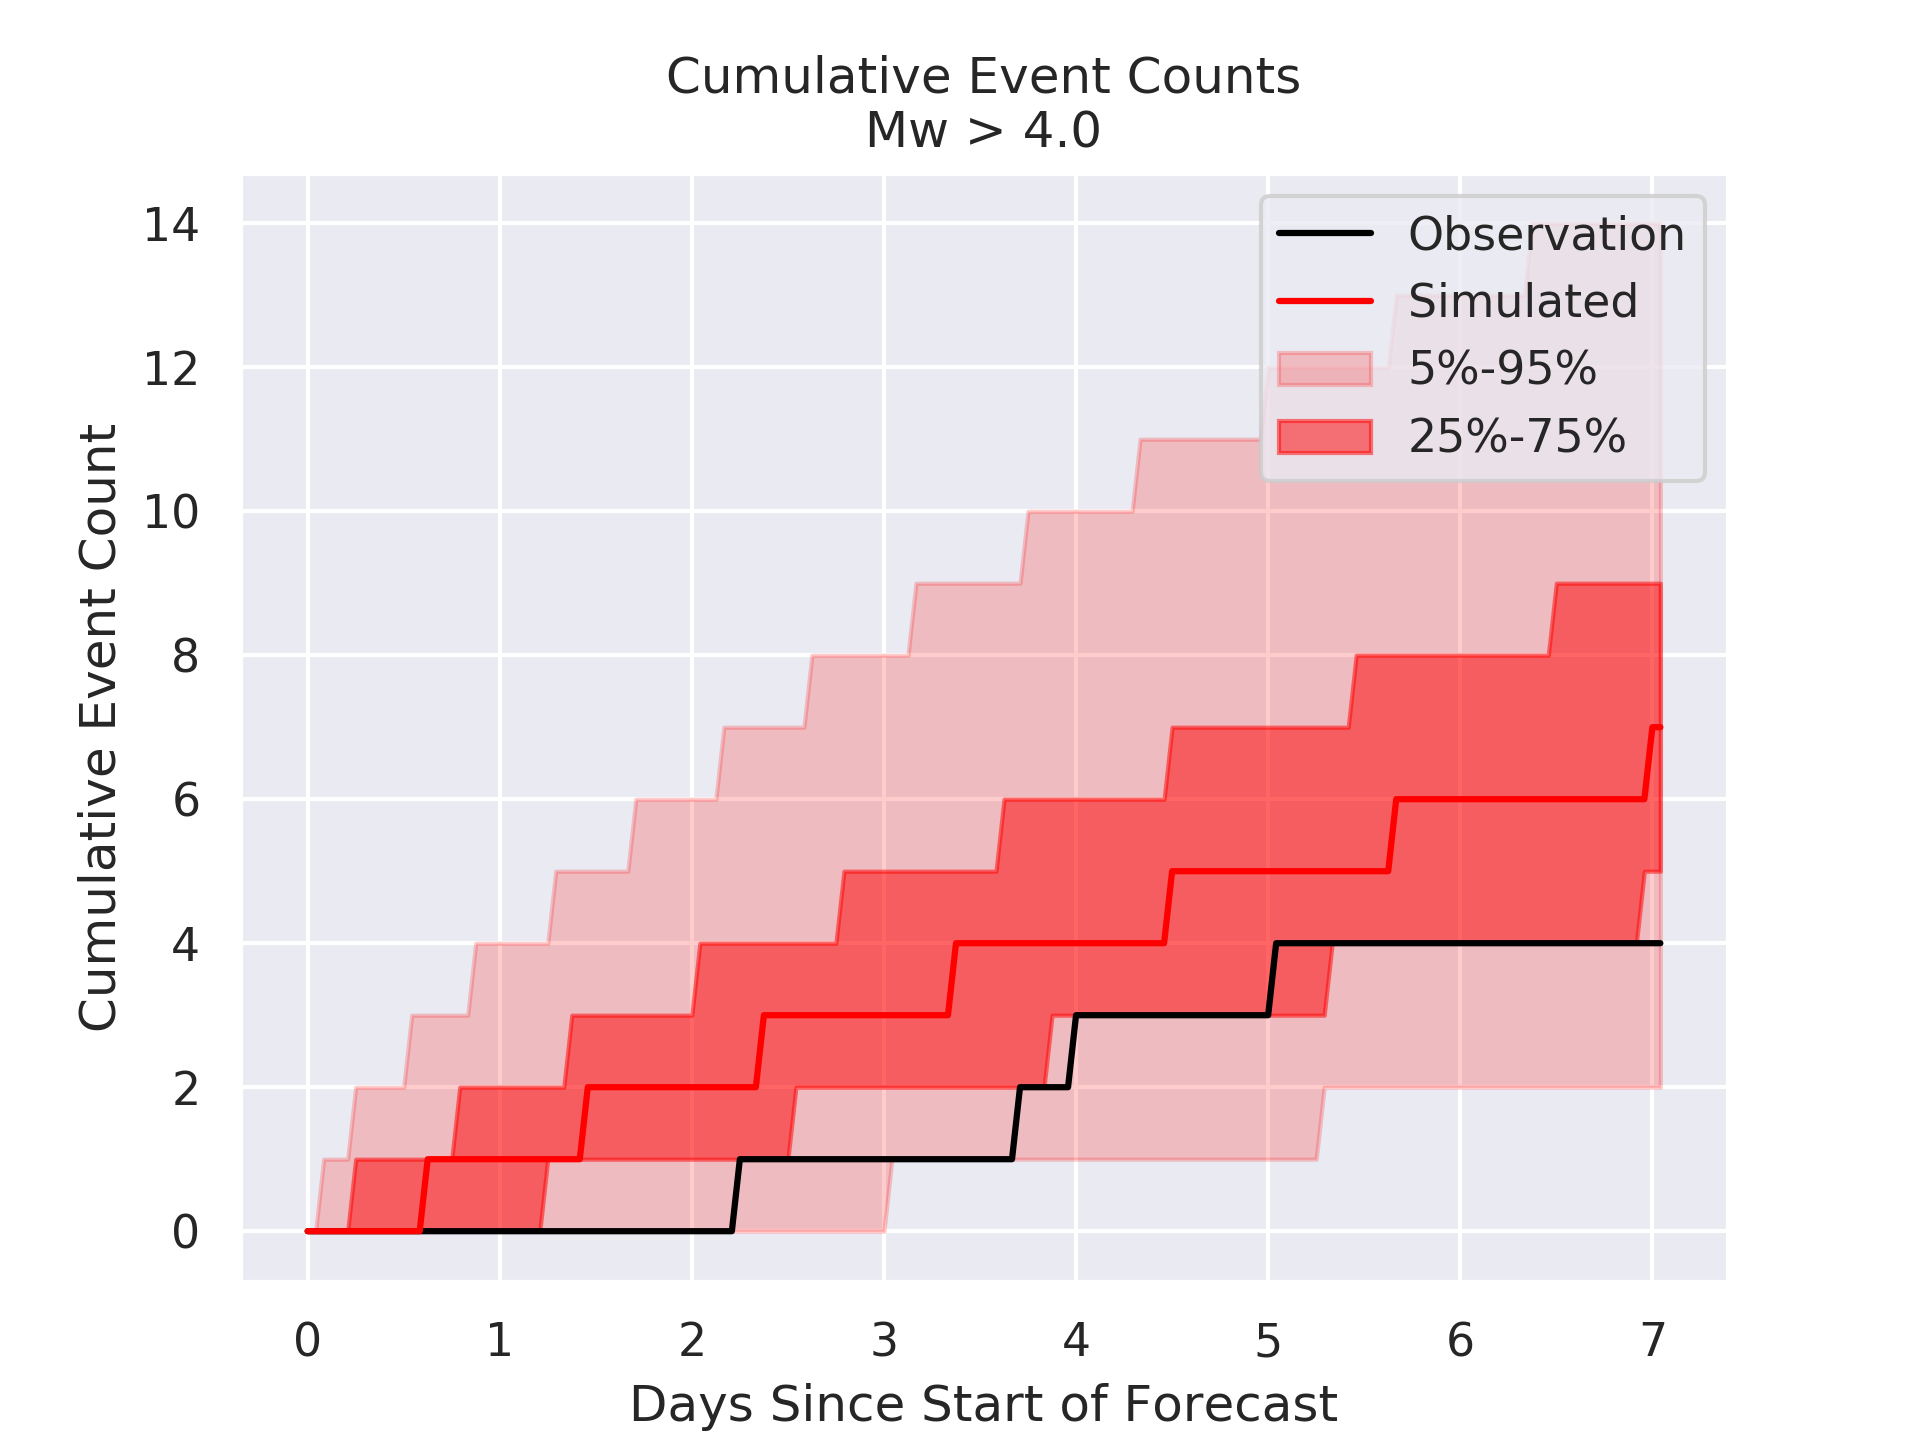 Cumulative Event Counts
Mw > 4.0
Cumulative Event Count
14
12
10
8
6
4
2
0
Observation
Simulated
5%-95%
25%-75%
0 1 2 3 4 5 6 7
Days Since Start of Forecast